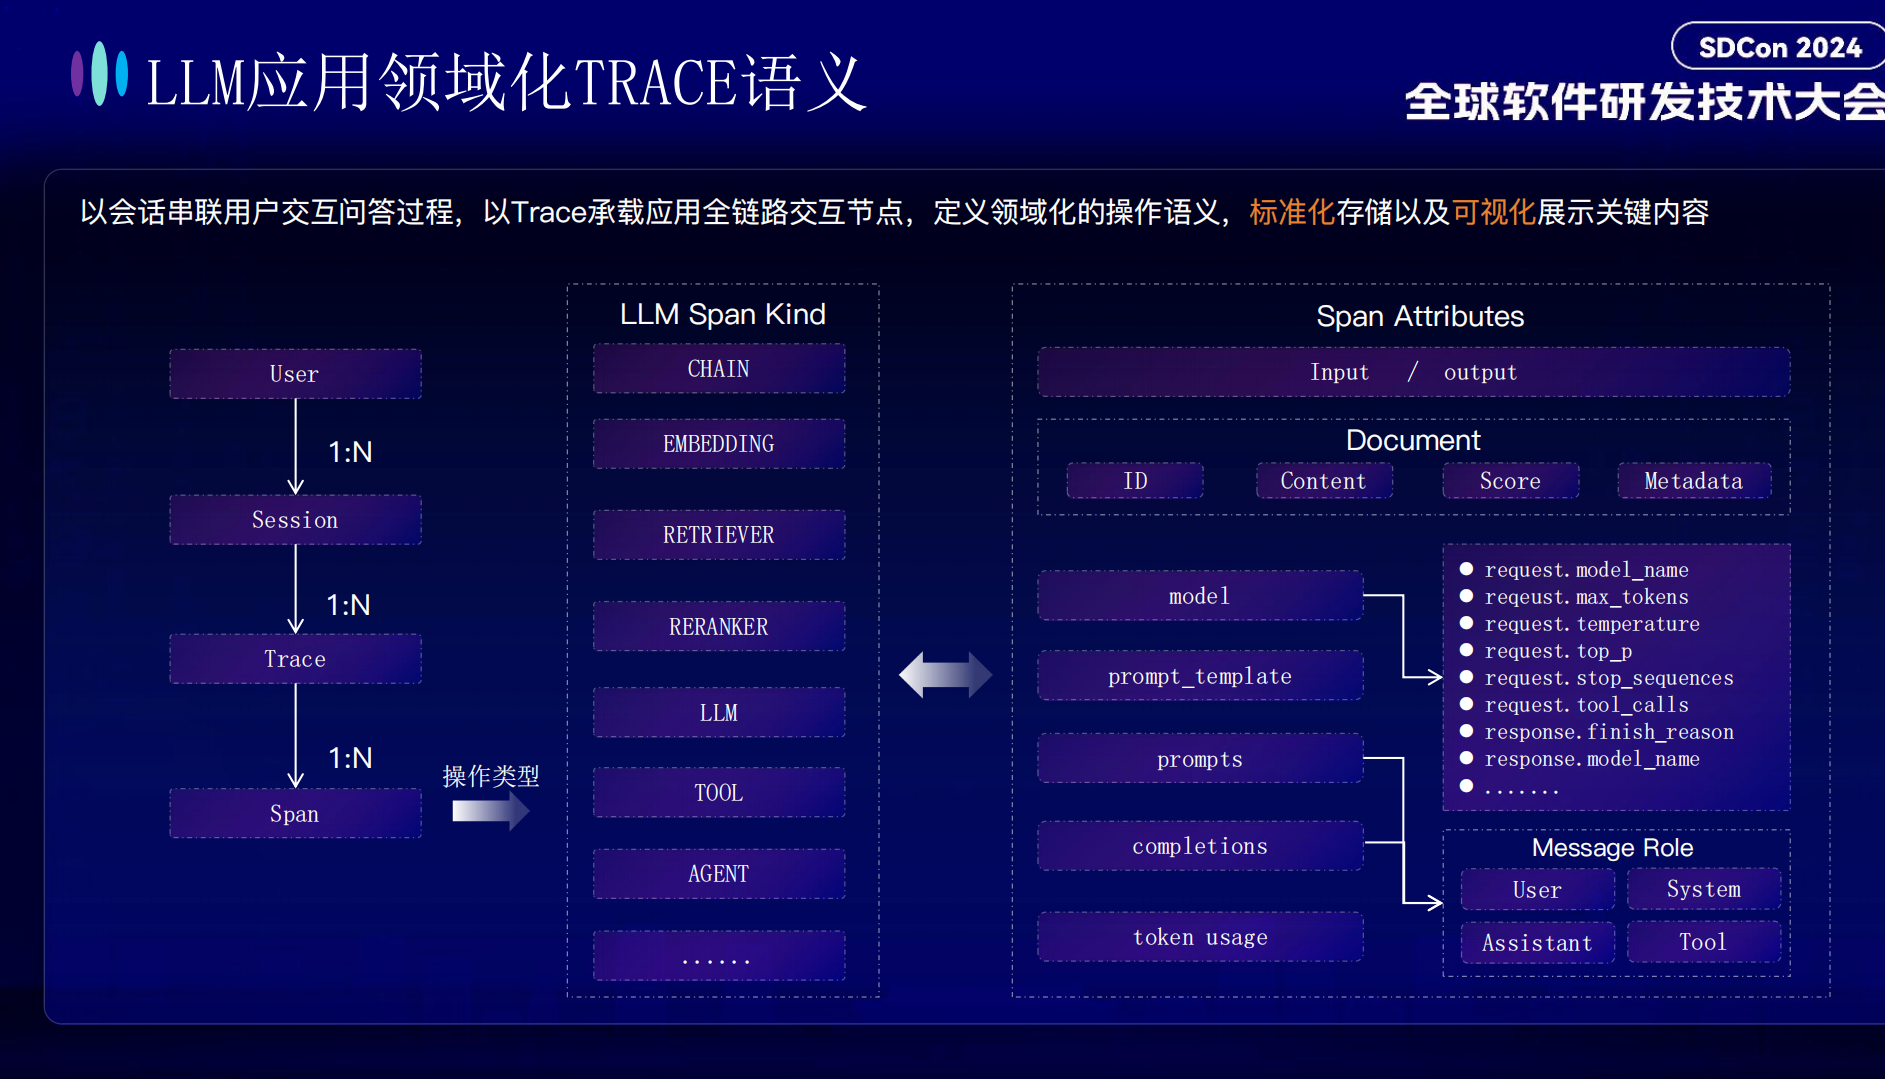 LLM应用领域化TRACE语义
SDCon 2024
全球软件研发技术大会
以会话串联用户交互问答过程，以Trace承载应用全链路交互节点，定义领域化的操作语义，标准化存储以及可视化展示关键内容
User
1:N
Session
1:N
Trace
1:N
Span
操作类型
LLM Span Kind
CHAIN
EMBEDDING
RETRIEVER
RERANKER
LLM
TOOL
AGENT
......
Span Attributes
Input / output
Document
ID Content Score Metadata
model
prompt_template
prompts
completions
token usage
● request.model_name
● reqeust.max_tokens
● request.temperature
● request.top_p
● request.stop_sequences
● request.tool_calls
● response.finish_reason
● response.model_name
● .......
Message Role
User System
Assistant Tool